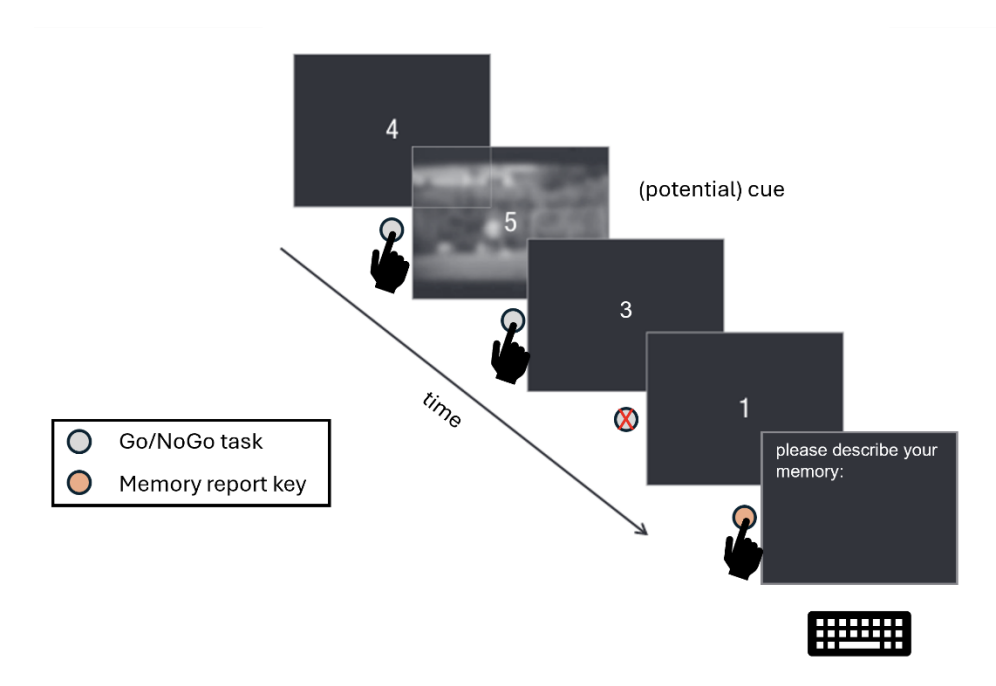 4
5
(potential) cue
3
1
time
please describe your
memory:
Go/NoGo task
Memory report key